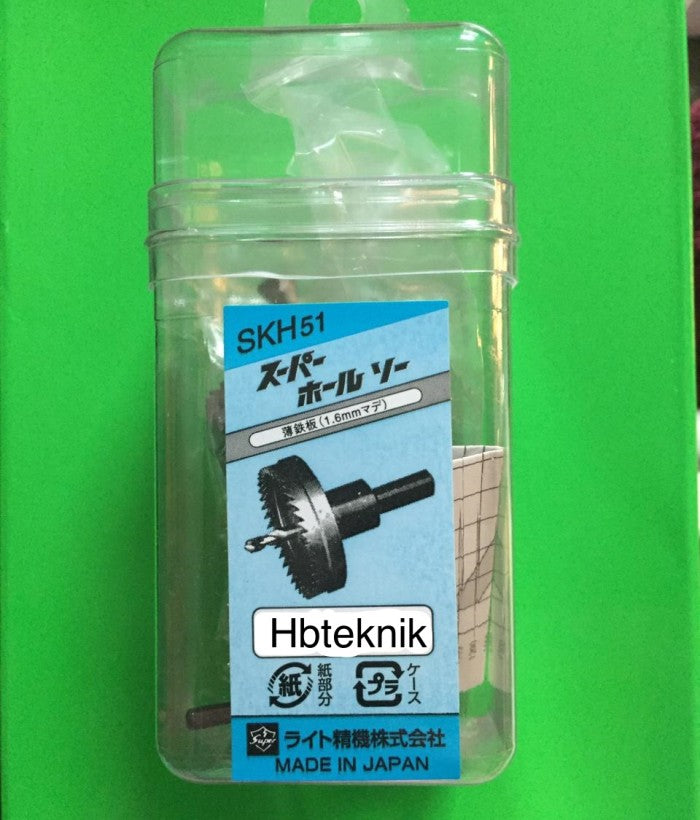 SKH51
スーパー
ホール ソー
薄鉄板(1.6mmマデ)
Hbteknik
紙
紙部分
プラ
ケース
Super
ライト精機株式会社
MADE IN JAPAN